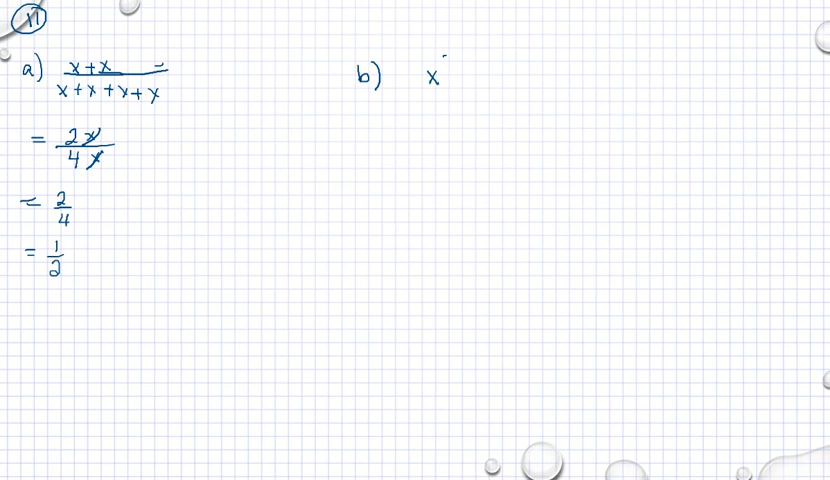 11
a) x+x =
x+x+x+x
= 2x
4x
= 2
4
= 1
2
b) x